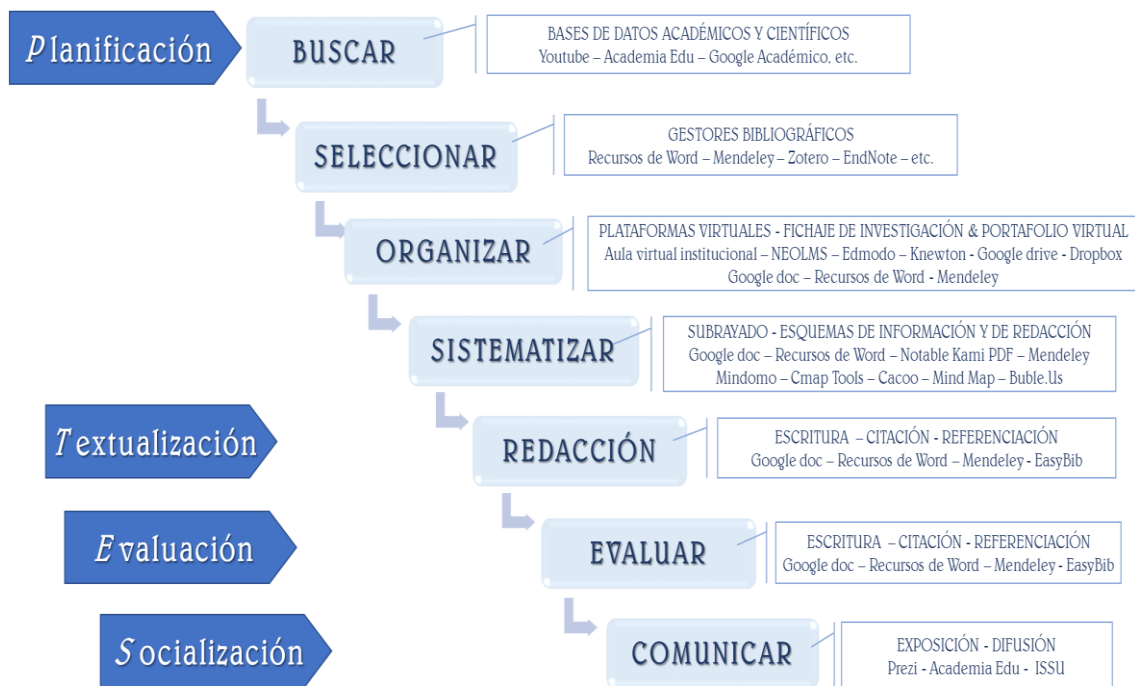 Planificación
BUSCAR
BASES DE DATOS ACADÉMICOS Y CIENTÍFICOS
Youtube – Academia Edu – Google Académico, etc.
SELECCIONAR
GESTORES BIBLIOGRÁFICOS
Recursos de Word – Mendeley – Zotero – EndNote – etc.
ORGANIZAR
PLATAFORMAS VIRTUALES - FICHAJE DE INVESTIGACIÓN & PORTAFOLIO VIRTUAL
Aula virtual institucional – NEOLMS – Edmodo – Knewton - Google drive - Dropbox
Google doc – Recursos de Word - Mendeley
SISTEMATIZAR
SUBRAYADO - ESQUEMAS DE INFORMACIÓN Y DE REDACCIÓN
Google doc – Recursos de Word – Notable Kami PDF – Mendeley
Mindomo – Cmap Tools – Cacoo – Mind Map – Buble.Us
Textualización
REDACCIÓN
ESCRITURA – CITACIÓN - REFERENCIACIÓN
Google doc – Recursos de Word – Mendeley - EasyBib
Evaluación
EVALUAR
ESCRITURA – CITACIÓN - REFERENCIACIÓN
Google doc – Recursos de Word – Mendeley - EasyBib
Socialización
COMUNICAR
EXPOSICIÓN - DIFUSIÓN
Prezi - Academia Edu - ISSU